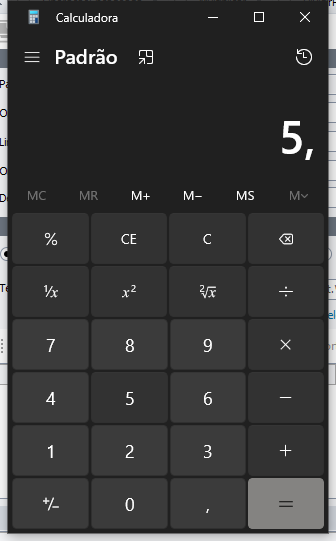 Calculadora
Padrão
5,
MC MR M+ M− MS M
% CE C
¹/x x² ²√x ÷
7 8 9 ×
4 5 6 −
1 2 3 +
+/− 0 , =